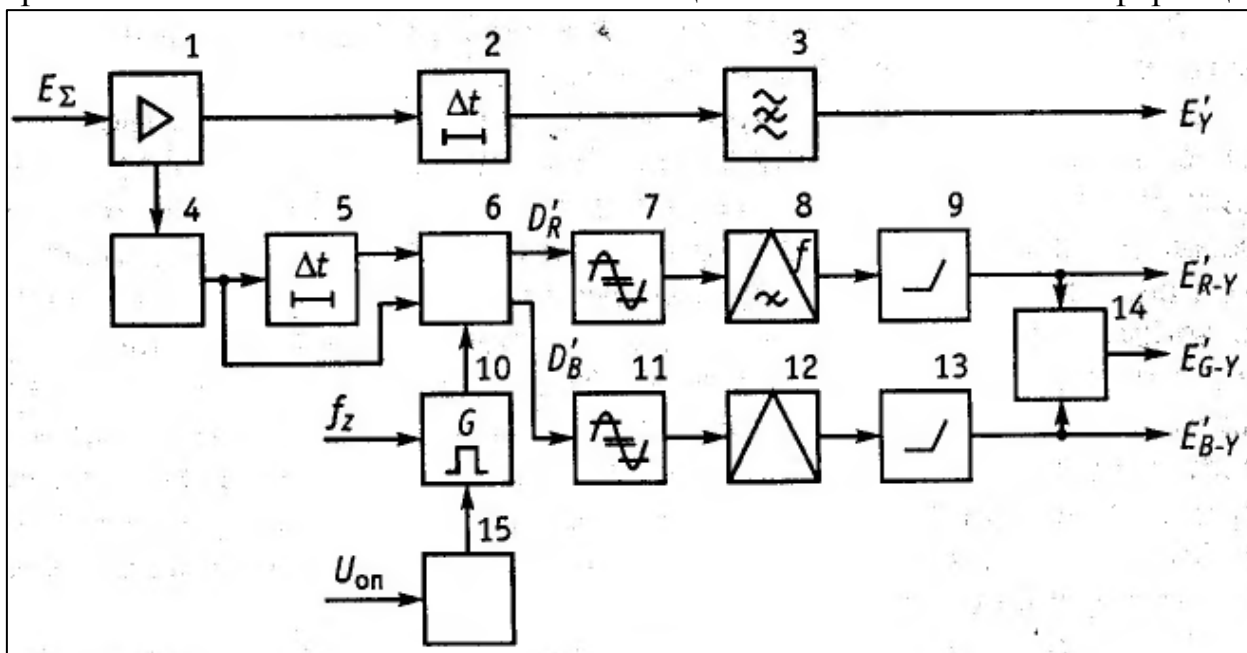 1 2 3
E_Σ Δt E'_Y
4 5 6 D'_R 7 8 9
Δt f E'_R-Y
14
E'_G-Y
D'_B
10 11 12 13
f_z G E'_B-Y
15
U_оп